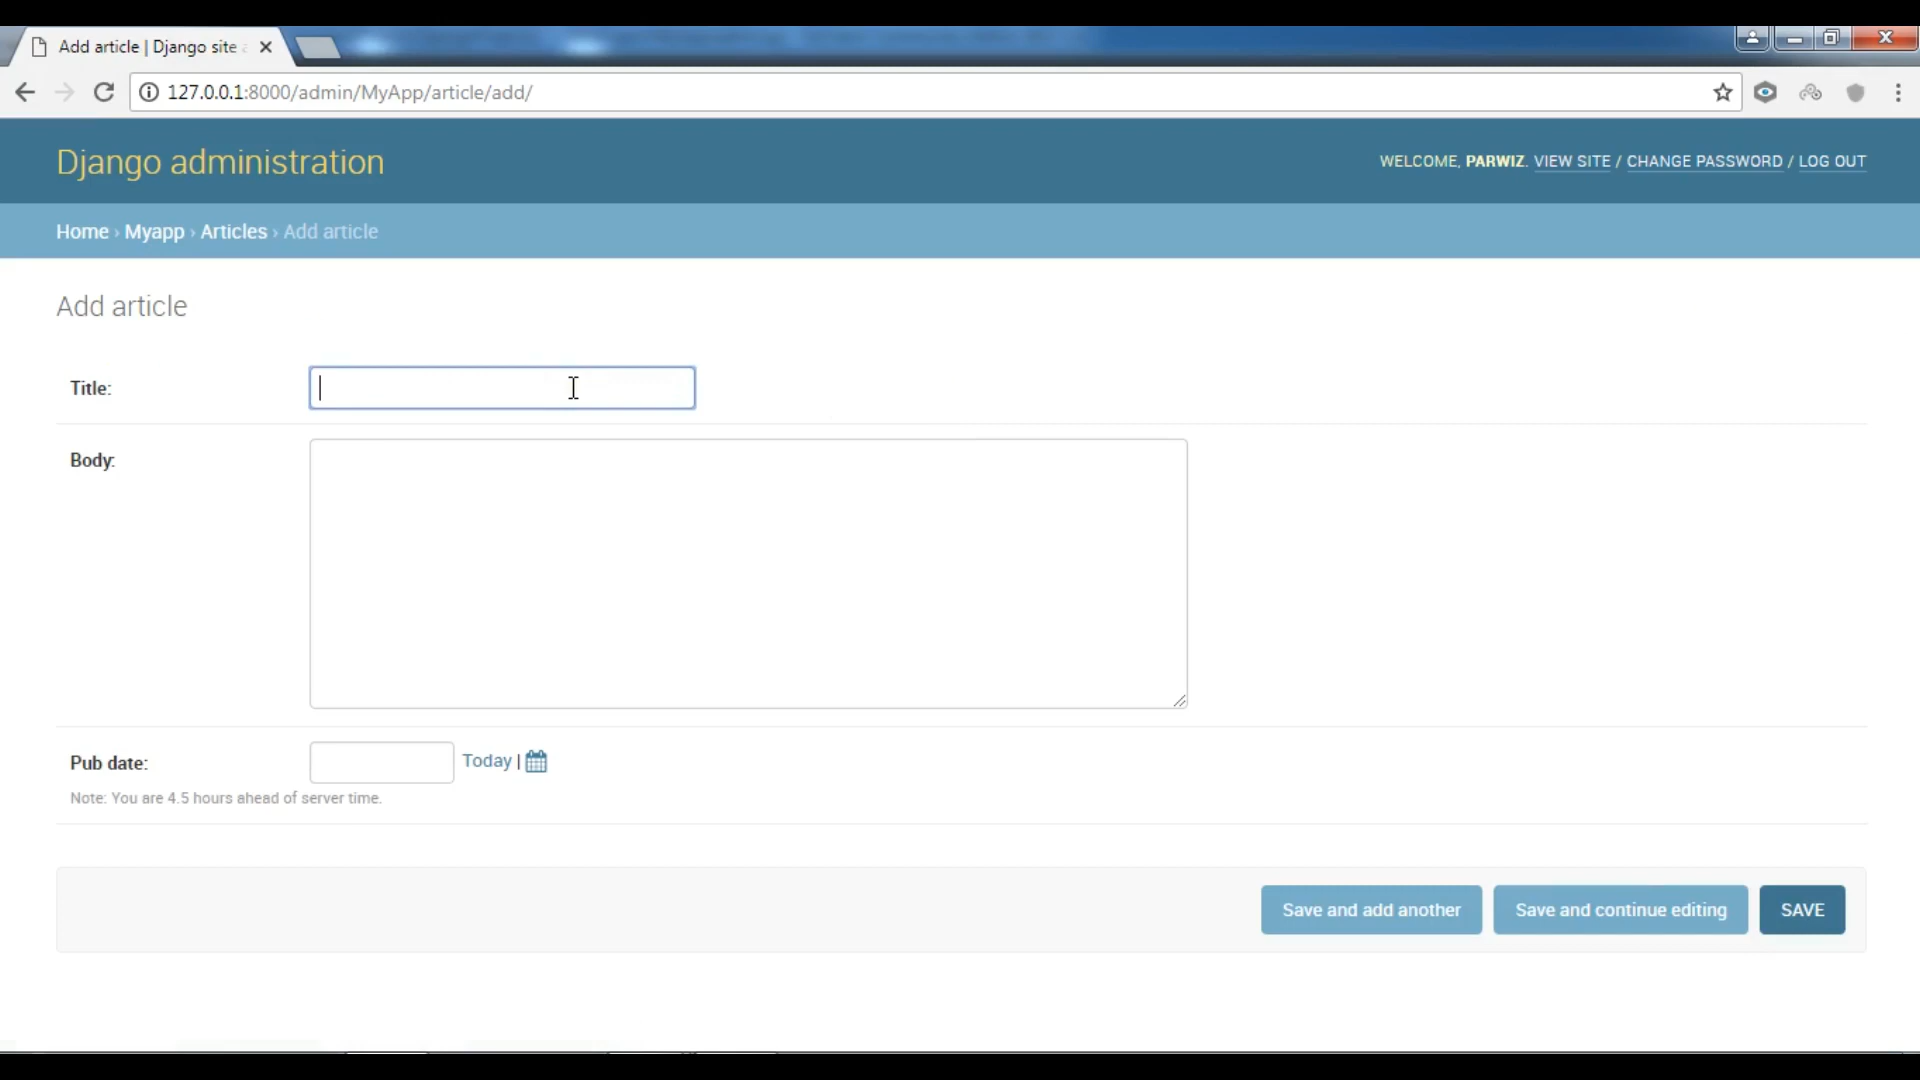 Add article | Django site a
127.0.0.1:8000/admin/MyApp/article/add/
Django administration
WELCOME, PARWIZ. VIEW SITE / CHANGE PASSWORD / LOG OUT
Home › Myapp › Articles › Add article
Add article
Title:
Body:
Pub date:
Today |
Note: You are 4.5 hours ahead of server time.
Save and add another
Save and continue editing
SAVE